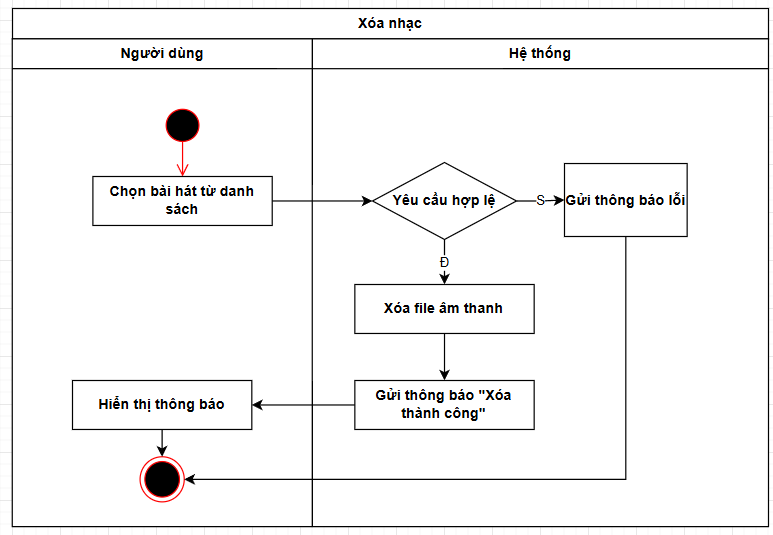 Xóa nhạc
Người dùng
Hệ thống
Chọn bài hát từ danh
sách
Yêu cầu hợp lệ
S
Gửi thông báo lỗi
Đ
Xóa file âm thanh
Hiển thị thông báo
Gửi thông báo "Xóa
thành công"